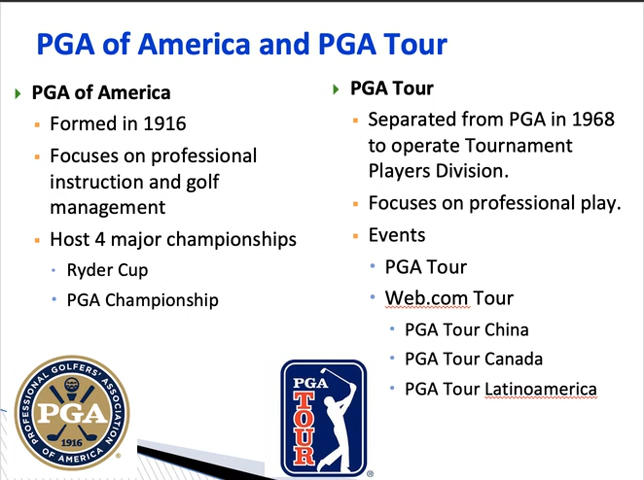 PGA of America and PGA Tour
PGA of America
Formed in 1916
Focuses on professional
instruction and golf
management
Host 4 major championships
Ryder Cup
PGA Championship
PGA Tour
Separated from PGA in 1968
to operate Tournament
Players Division.
Focuses on professional play.
Events
PGA Tour
Web.com Tour
PGA Tour China
PGA Tour Canada
PGA Tour Latinoamerica
PROFESSIONAL GOLFERS' ASSOCIATION
PGA
1916
OF AMERICA
PGA
TOUR
®